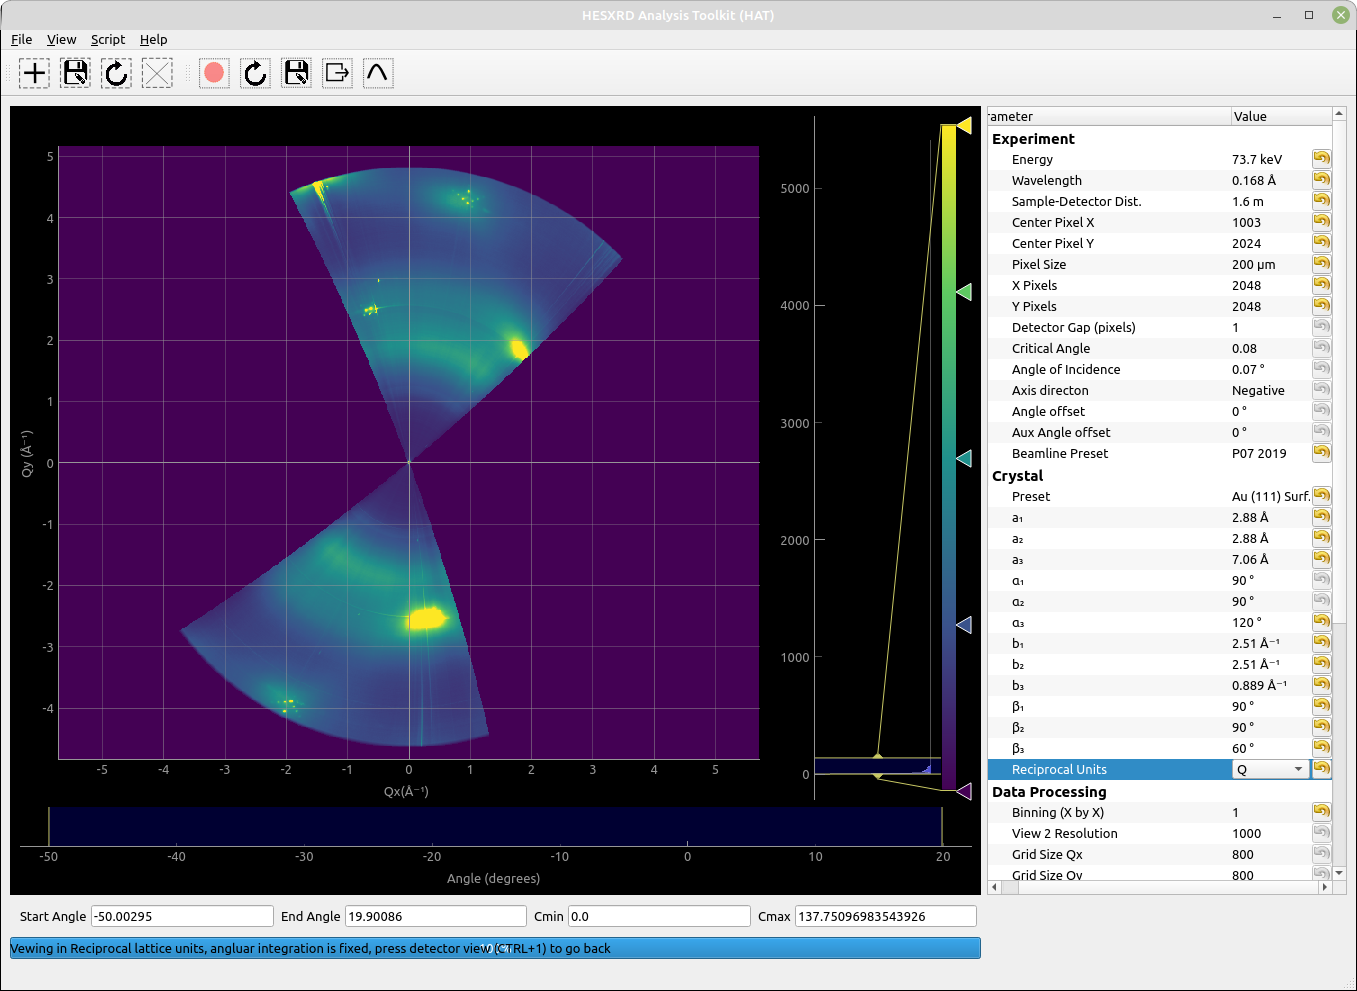 HESXRD Analysis Toolkit (HAT)
File View Script Help
5
4
3
2
1
0
-1
-2
-3
-4
Qy (Å⁻¹)
-5 -4 -3 -2 -1 0 1 2 3 4 5
Qx(Å⁻¹)
5000
4000
3000
2000
1000
0
-50 -40 -30 -20 -10 0 10 20
Angle (degrees)
Start Angle -50.00295 End Angle 19.90086 Cmin 0.0 Cmax 137.75096983543926
Vewing in Reciprocal lattice units, angluar integration is fixed, press detector view (CTRL+1) to go back
rameter Value
Experiment
Energy 73.7 keV
Wavelength 0.168 Å
Sample-Detector Dist. 1.6 m
Center Pixel X 1003
Center Pixel Y 2024
Pixel Size 200 μm
X Pixels 2048
Y Pixels 2048
Detector Gap (pixels) 1
Critical Angle 0.08
Angle of Incidence 0.07 °
Axis directon Negative
Angle offset 0 °
Aux Angle offset 0 °
Beamline Preset P07 2019
Crystal
Preset Au (111) Surf.
a₁ 2.88 Å
a₂ 2.88 Å
a₃ 7.06 Å
α₁ 90 °
α₂ 90 °
α₃ 120 °
b₁ 2.51 Å⁻¹
b₂ 2.51 Å⁻¹
b₃ 0.889 Å⁻¹
β₁ 90 °
β₂ 90 °
β₃ 60 °
Reciprocal Units Q
Data Processing
Binning (X by X) 1
View 2 Resolution 1000
Grid Size Qx 800
Grid Size Qy 800